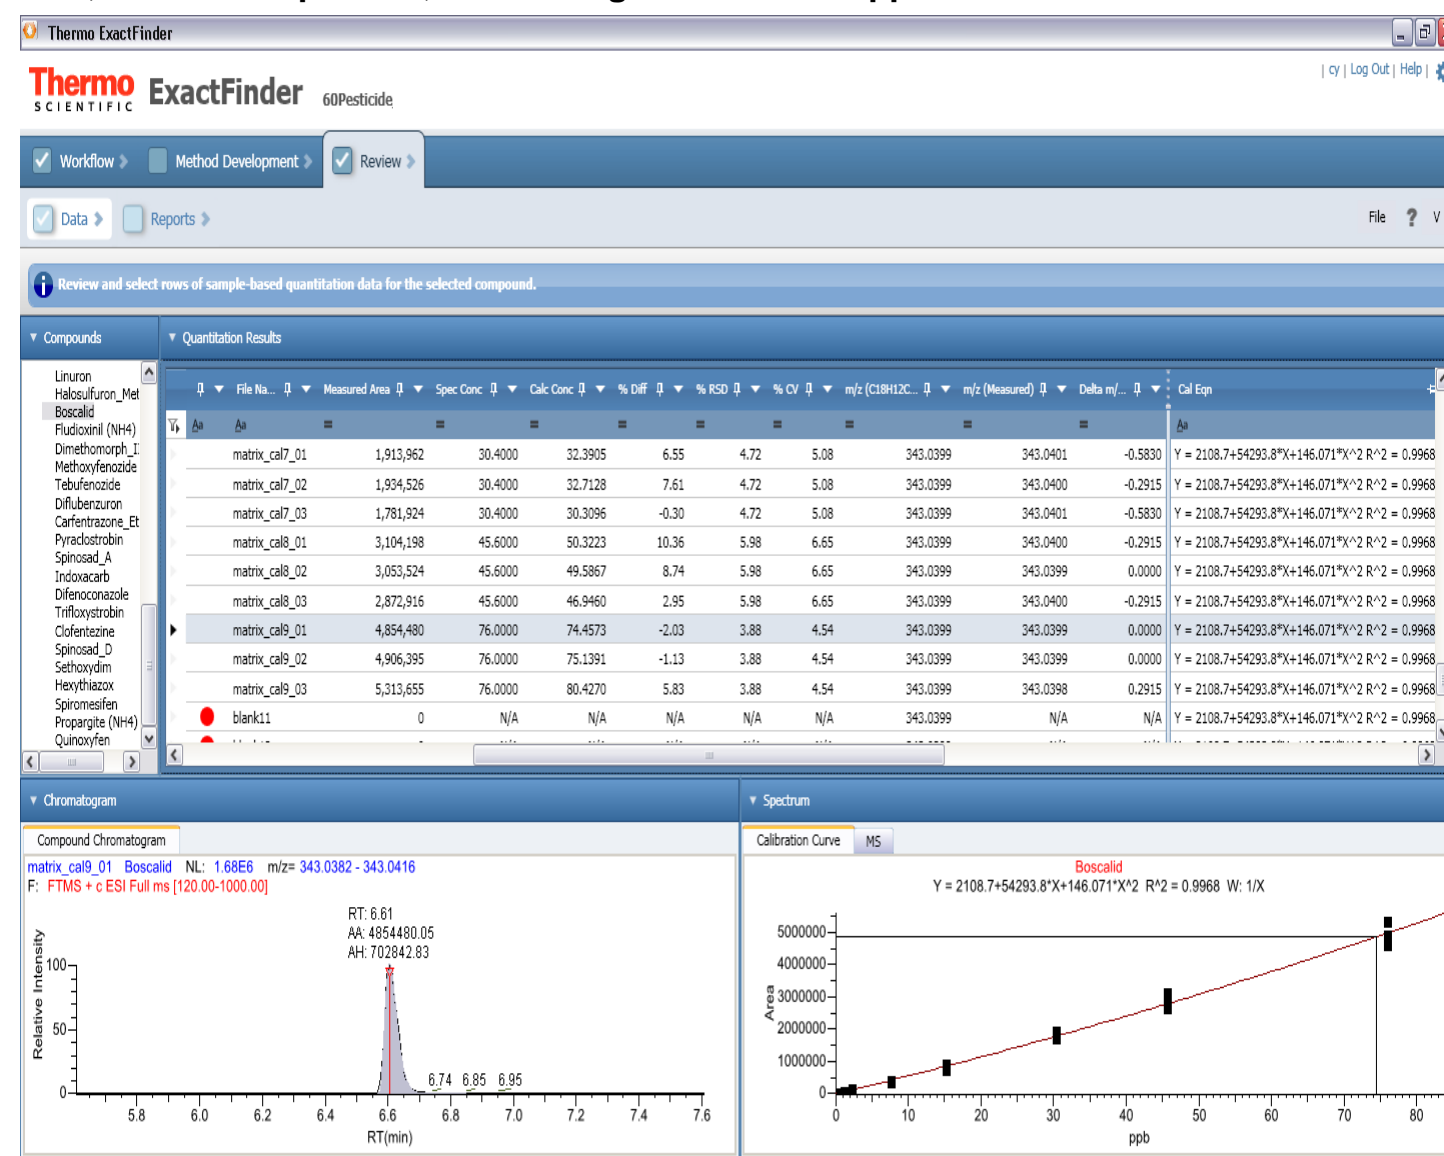 Thermo ExactFinder
Thermo
SCIENTIFIC
ExactFinder 60Pesticide
| cy | Log Out | Help |
Workflow
Method Development
Review
Data
Reports
File ? V
Review and select rows of sample-based quantitation data for the selected compound.
Compounds
Linuron
Halosulfuron_Met
Boscalid
Fludioxinil (NH4)
Dimethomorph_I
Methoxyfenozide
Tebufenozide
Diflubenzuron
Carfentrazone_Et
Pyraclostrobin
Spinosad_A
Indoxacarb
Difenoconazole
Trifloxystrobin
Clofentezine
Spinosad_D
Sethoxydim
Hexythiazox
Spiromesifen
Propargite (NH4)
Quinoxyfen
Quantitation Results
File Na... Measured Area Spec Conc Calc Conc % Diff % RSD % CV m/z (C18H12C... m/z (Measured) Delta m/... Cal Eqn
Aa Aa = = = = = = = = = Aa
matrix_cal7_01 1,913,962 30.4000 32.3905 6.55 4.72 5.08 343.0399 343.0401 -0.5830 Y = 2108.7+54293.8*X+146.071*X^2 R^2 = 0.9968
matrix_cal7_02 1,934,526 30.4000 32.7128 7.61 4.72 5.08 343.0399 343.0400 -0.2915 Y = 2108.7+54293.8*X+146.071*X^2 R^2 = 0.9968
matrix_cal7_03 1,781,924 30.4000 30.3096 -0.30 4.72 5.08 343.0399 343.0401 -0.5830 Y = 2108.7+54293.8*X+146.071*X^2 R^2 = 0.9968
matrix_cal8_01 3,104,198 45.6000 50.3223 10.36 5.98 6.65 343.0399 343.0400 -0.2915 Y = 2108.7+54293.8*X+146.071*X^2 R^2 = 0.9968
matrix_cal8_02 3,053,524 45.6000 49.5867 8.74 5.98 6.65 343.0399 343.0399 0.0000 Y = 2108.7+54293.8*X+146.071*X^2 R^2 = 0.9968
matrix_cal8_03 2,872,916 45.6000 46.9460 2.95 5.98 6.65 343.0399 343.0400 -0.2915 Y = 2108.7+54293.8*X+146.071*X^2 R^2 = 0.9968
matrix_cal9_01 4,854,480 76.0000 74.4573 -2.03 3.88 4.54 343.0399 343.0399 0.0000 Y = 2108.7+54293.8*X+146.071*X^2 R^2 = 0.9968
matrix_cal9_02 4,906,395 76.0000 75.1391 -1.13 3.88 4.54 343.0399 343.0399 0.0000 Y = 2108.7+54293.8*X+146.071*X^2 R^2 = 0.9968
matrix_cal9_03 5,313,655 76.0000 80.4270 5.83 3.88 4.54 343.0399 343.0398 0.2915 Y = 2108.7+54293.8*X+146.071*X^2 R^2 = 0.9968
blank11 0 N/A N/A N/A N/A N/A 343.0399 N/A N/A Y = 2108.7+54293.8*X+146.071*X^2 R^2 = 0.9968
Chromatogram
Compound Chromatogram
matrix_cal9_01 Boscalid NL: 1.68E6 m/z= 343.0382 - 343.0416
F: FTMS + c ESI Full ms [120.00-1000.00]
RT: 6.61
AA: 4854480.05
AH: 702842.83
Relative Intensity
100
50
0
6.74 6.85 6.95
5.8 6.0 6.2 6.4 6.6 6.8 7.0 7.2 7.4 7.6
RT(min)
Spectrum
Calibration Curve MS
Boscalid
Y = 2108.7+54293.8*X+146.071*X^2 R^2 = 0.9968 W: 1/X
Area
5000000
4000000
3000000
2000000
1000000
0
0 10 20 30 40 50 60 70 80
ppb